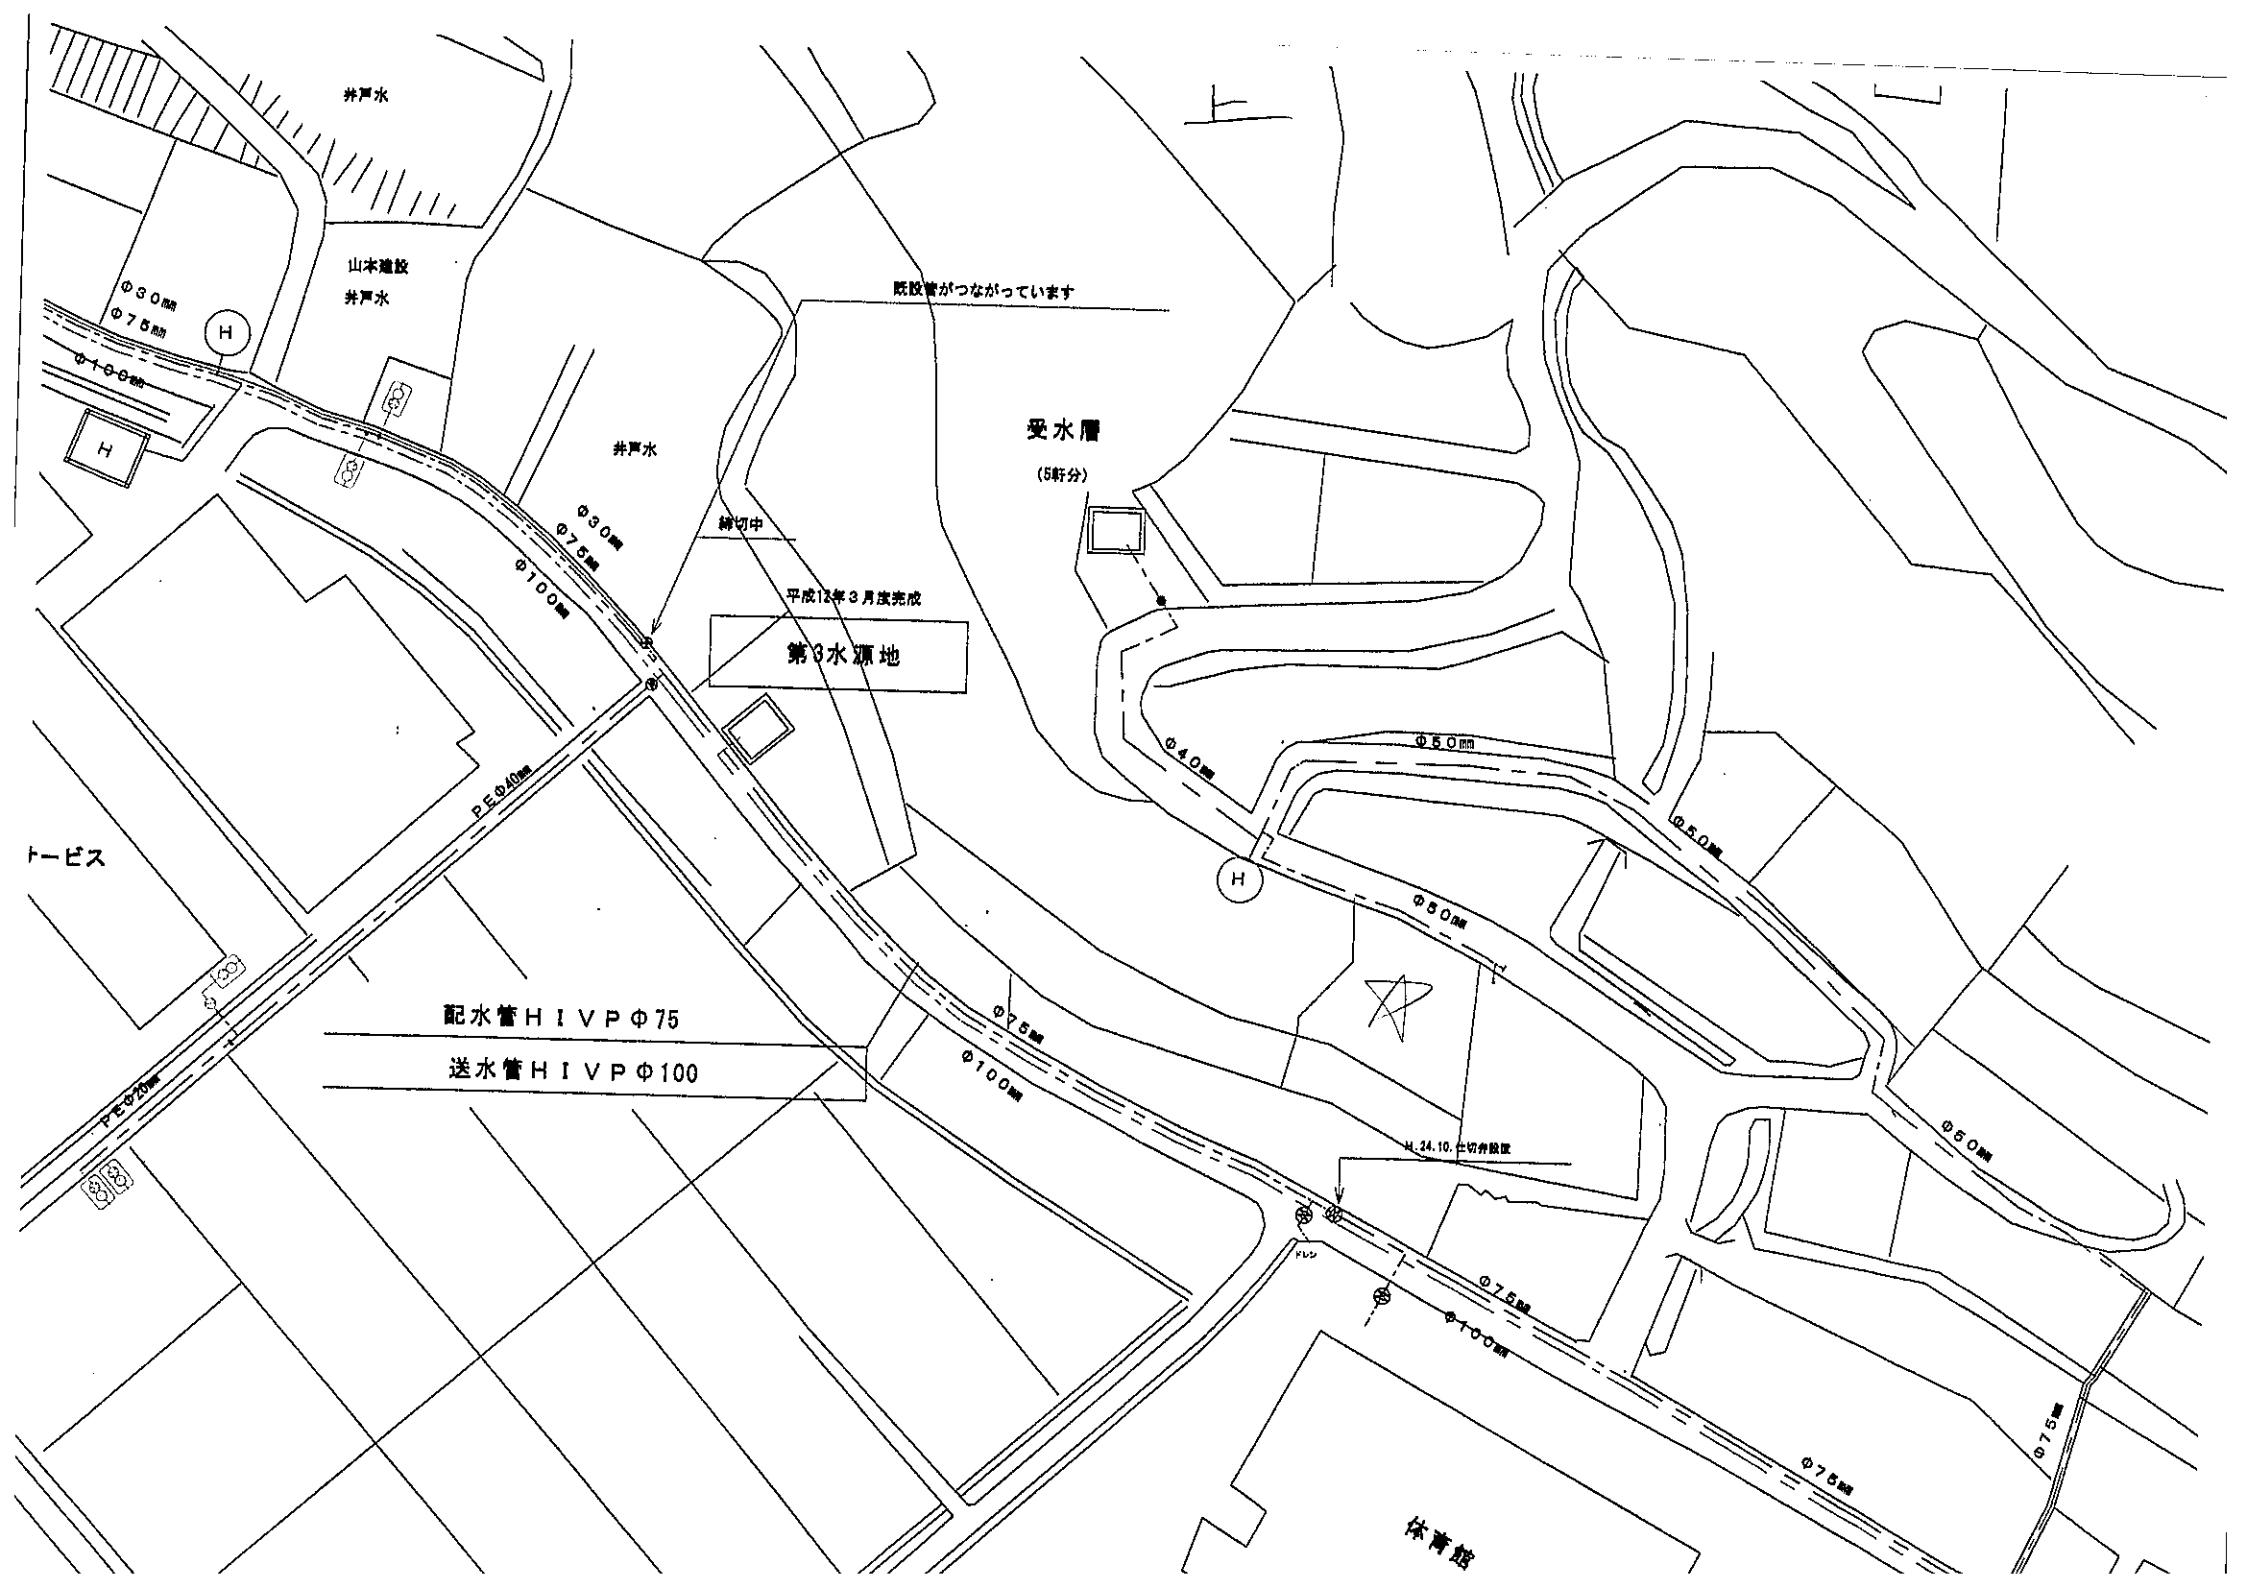 井戸水
山本建設
井戸水
Φ30㎜
Φ75㎜
H
Φ100㎜
H
既設管がつながっています
井戸水
受水層
(5軒分)
Φ30㎜
Φ75㎜
Φ100㎜
締切中
平成12年3月度完成
第3水源地
Φ40㎜
Φ50㎜
Φ50㎜
PEΦ40㎜
トービス
H
Φ50㎜
配水管HIVPΦ75
送水管HIVPΦ100
Φ75㎜
Φ100㎜
PEΦ20㎜
H.24.10.仕切弁設置
Φ50㎜
ドレン
Φ75㎜
Φ100㎜
Φ75㎜
Φ75㎜
体育館